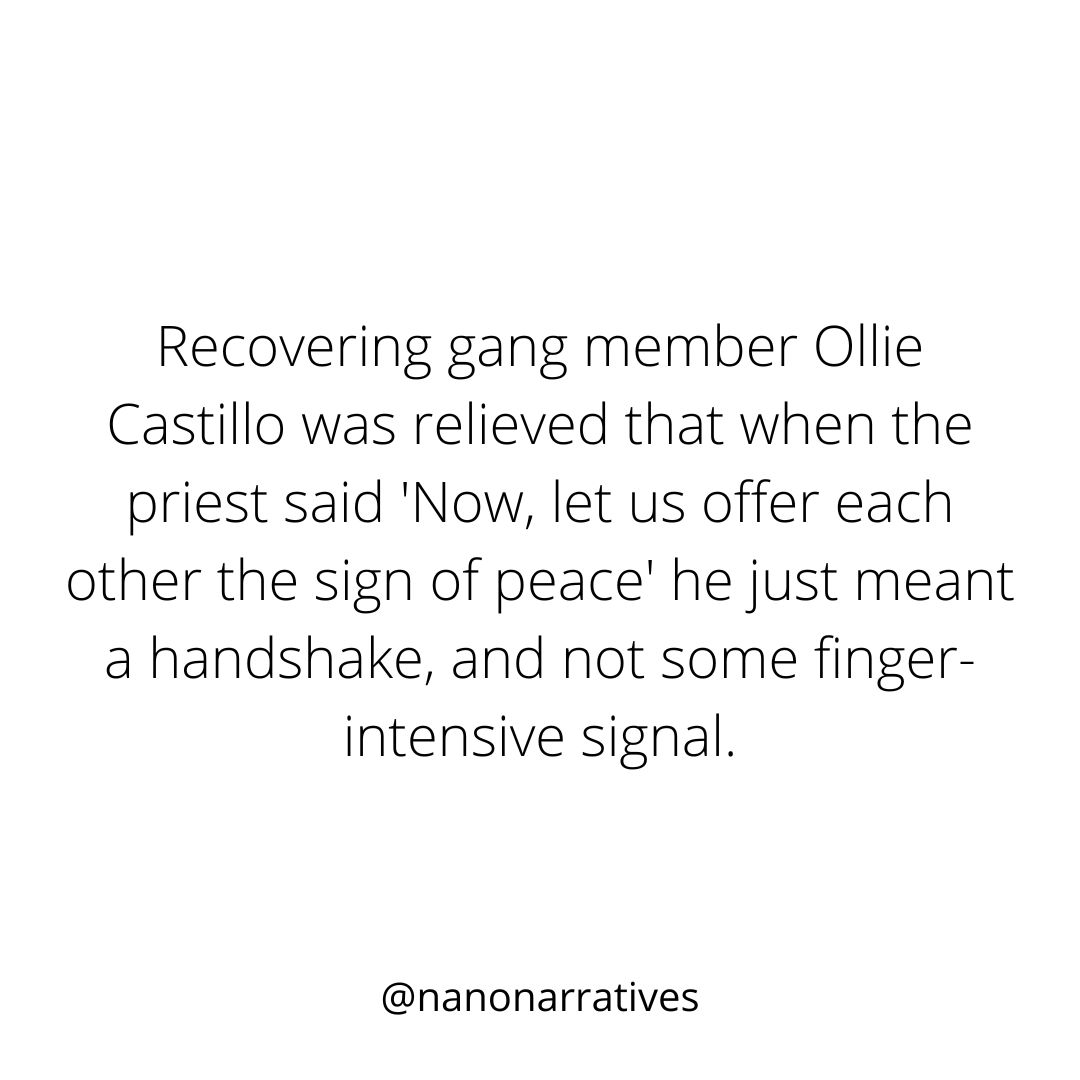 Recovering gang member Ollie
Castillo was relieved that when the
priest said 'Now, let us offer each
other the sign of peace' he just meant
a handshake, and not some finger-
intensive signal.
@nanonarratives